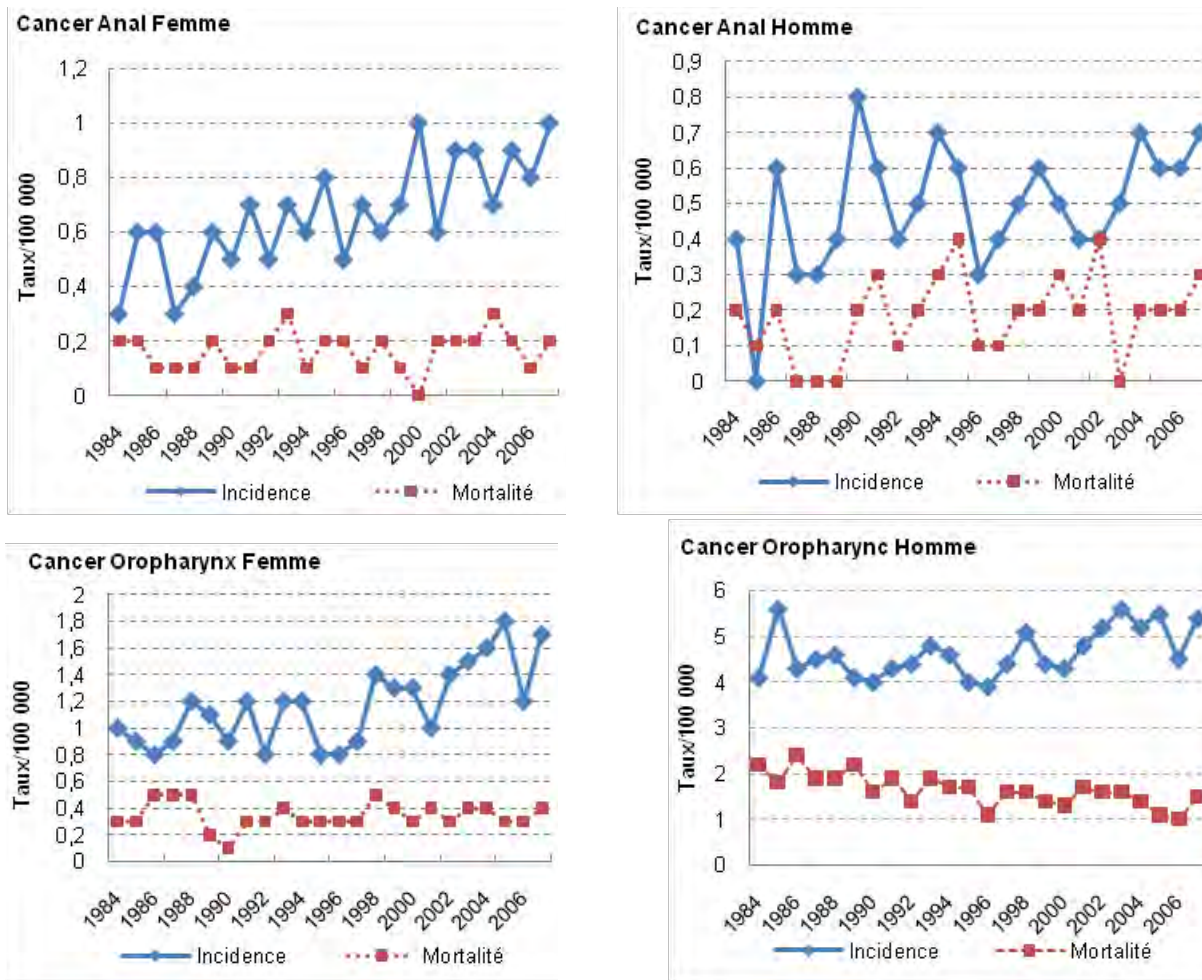 Cancer Anal Femme
Taux/100 000
1,2
1
0,8
0,6
0,4
0,2
0
1984 1986 1988 1990 1992 1994 1996 1998 2000 2002 2004 2006
Incidence Mortalité
Cancer Anal Homme
Taux/100 000
0,9
0,8
0,7
0,6
0,5
0,4
0,3
0,2
0,1
0
1984 1986 1988 1990 1992 1994 1996 1998 2000 2002 2004 2006
Incidence Mortalité
Cancer Oropharynx Femme
Taux/100 000
2
1,8
1,6
1,4
1,2
1
0,8
0,6
0,4
0,2
0
1984 1986 1988 1990 1992 1994 1996 1998 2000 2002 2004 2006
Incidence Mortalité
Cancer Oropharync Homme
Taux/100 000
6
5
4
3
2
1
0
1984 1986 1988 1990 1992 1994 1996 1998 2000 2002 2004 2006
Incidence Mortalité